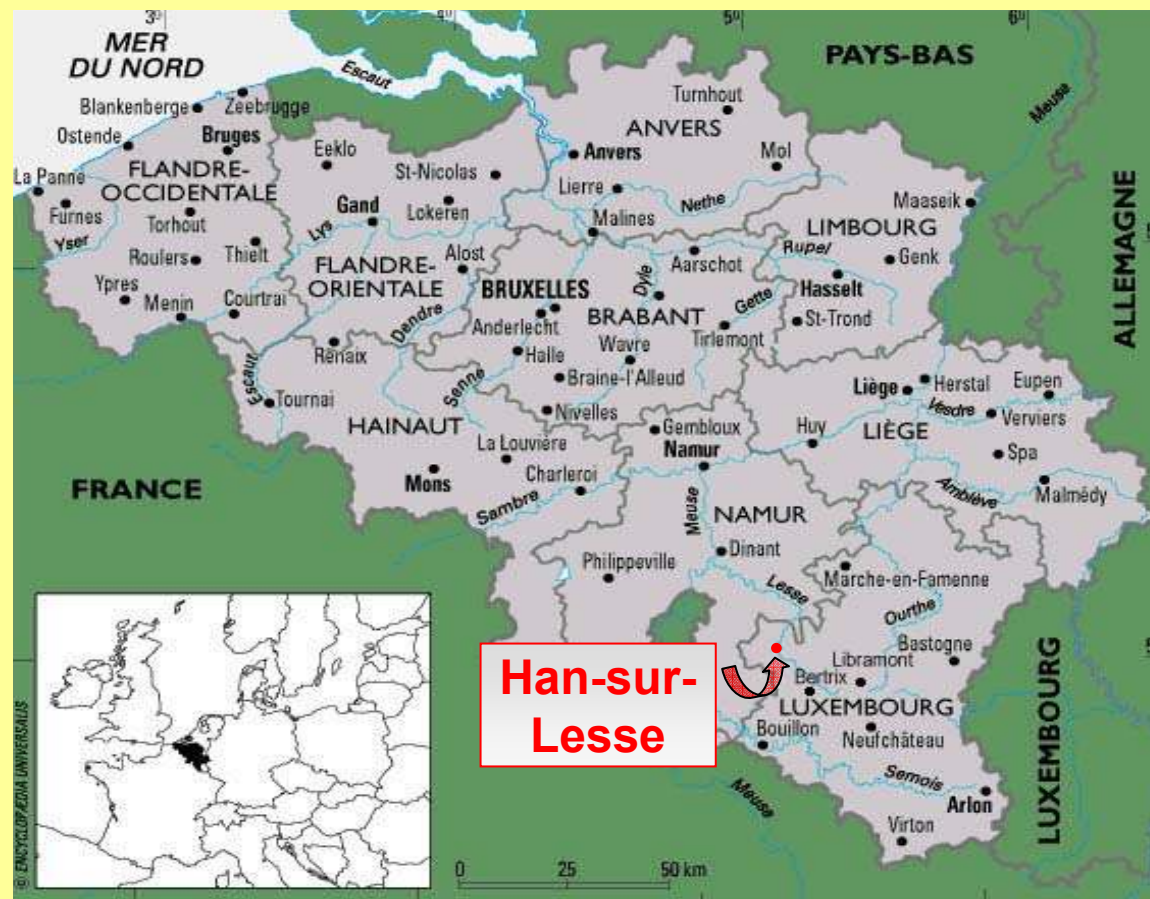 3°
4
5°
6°
MER
DU NORD
Escaut
PAYS-BAS
Meuse
Blankenberge
Zeebrugge
Turnhout
Ostende
Bruges
ANVERS
Eeklo
Anvers
Mol
La Panne
FLANDRE-
OCCIDENTALE
St-Nicolas
Lierre
Nethe
Maaseik
ALLEMAGNE
Furnes
Torhout
Gand
Lokeren
Malines
LIMBOURG
Yser
Lys
Roulers
Thielt
FLANDRE-
ORIENTALE
Alost
Aarschot
Rupel
Genk
Ypres
Menin
Courtrai
Dendre
BRUXELLES
Dyle
Gette
Hasselt
Anderlecht
BRABANT
St-Trond
Renaix
Halle
Wavre
Tirlemont
Escaut
Tournai
Senne
Braine-l'Alleud
Liège
Herstal
Eupen
HAINAUT
Nivelles
Vesdre
Verviers
La Louvière
Gembloux
Huy
LIÈGE
Mons
Charleroi
Namur
Spa
FRANCE
Sambre
Meuse
NAMUR
Amblève
Malmédy
Philippeville
Dinant
Lesse
Marche-en-Famenne
Ourthe
Bastogne
Han-sur-
Lesse
Libramont
Bertrix
LUXEMBOURG
LUXEMBOURG
Bouillon
Neufchâteau
Semois
Arlon
Meuse
Virton
0
25
50 km
© ENCYCLOPÆDIA UNIVERSALIS